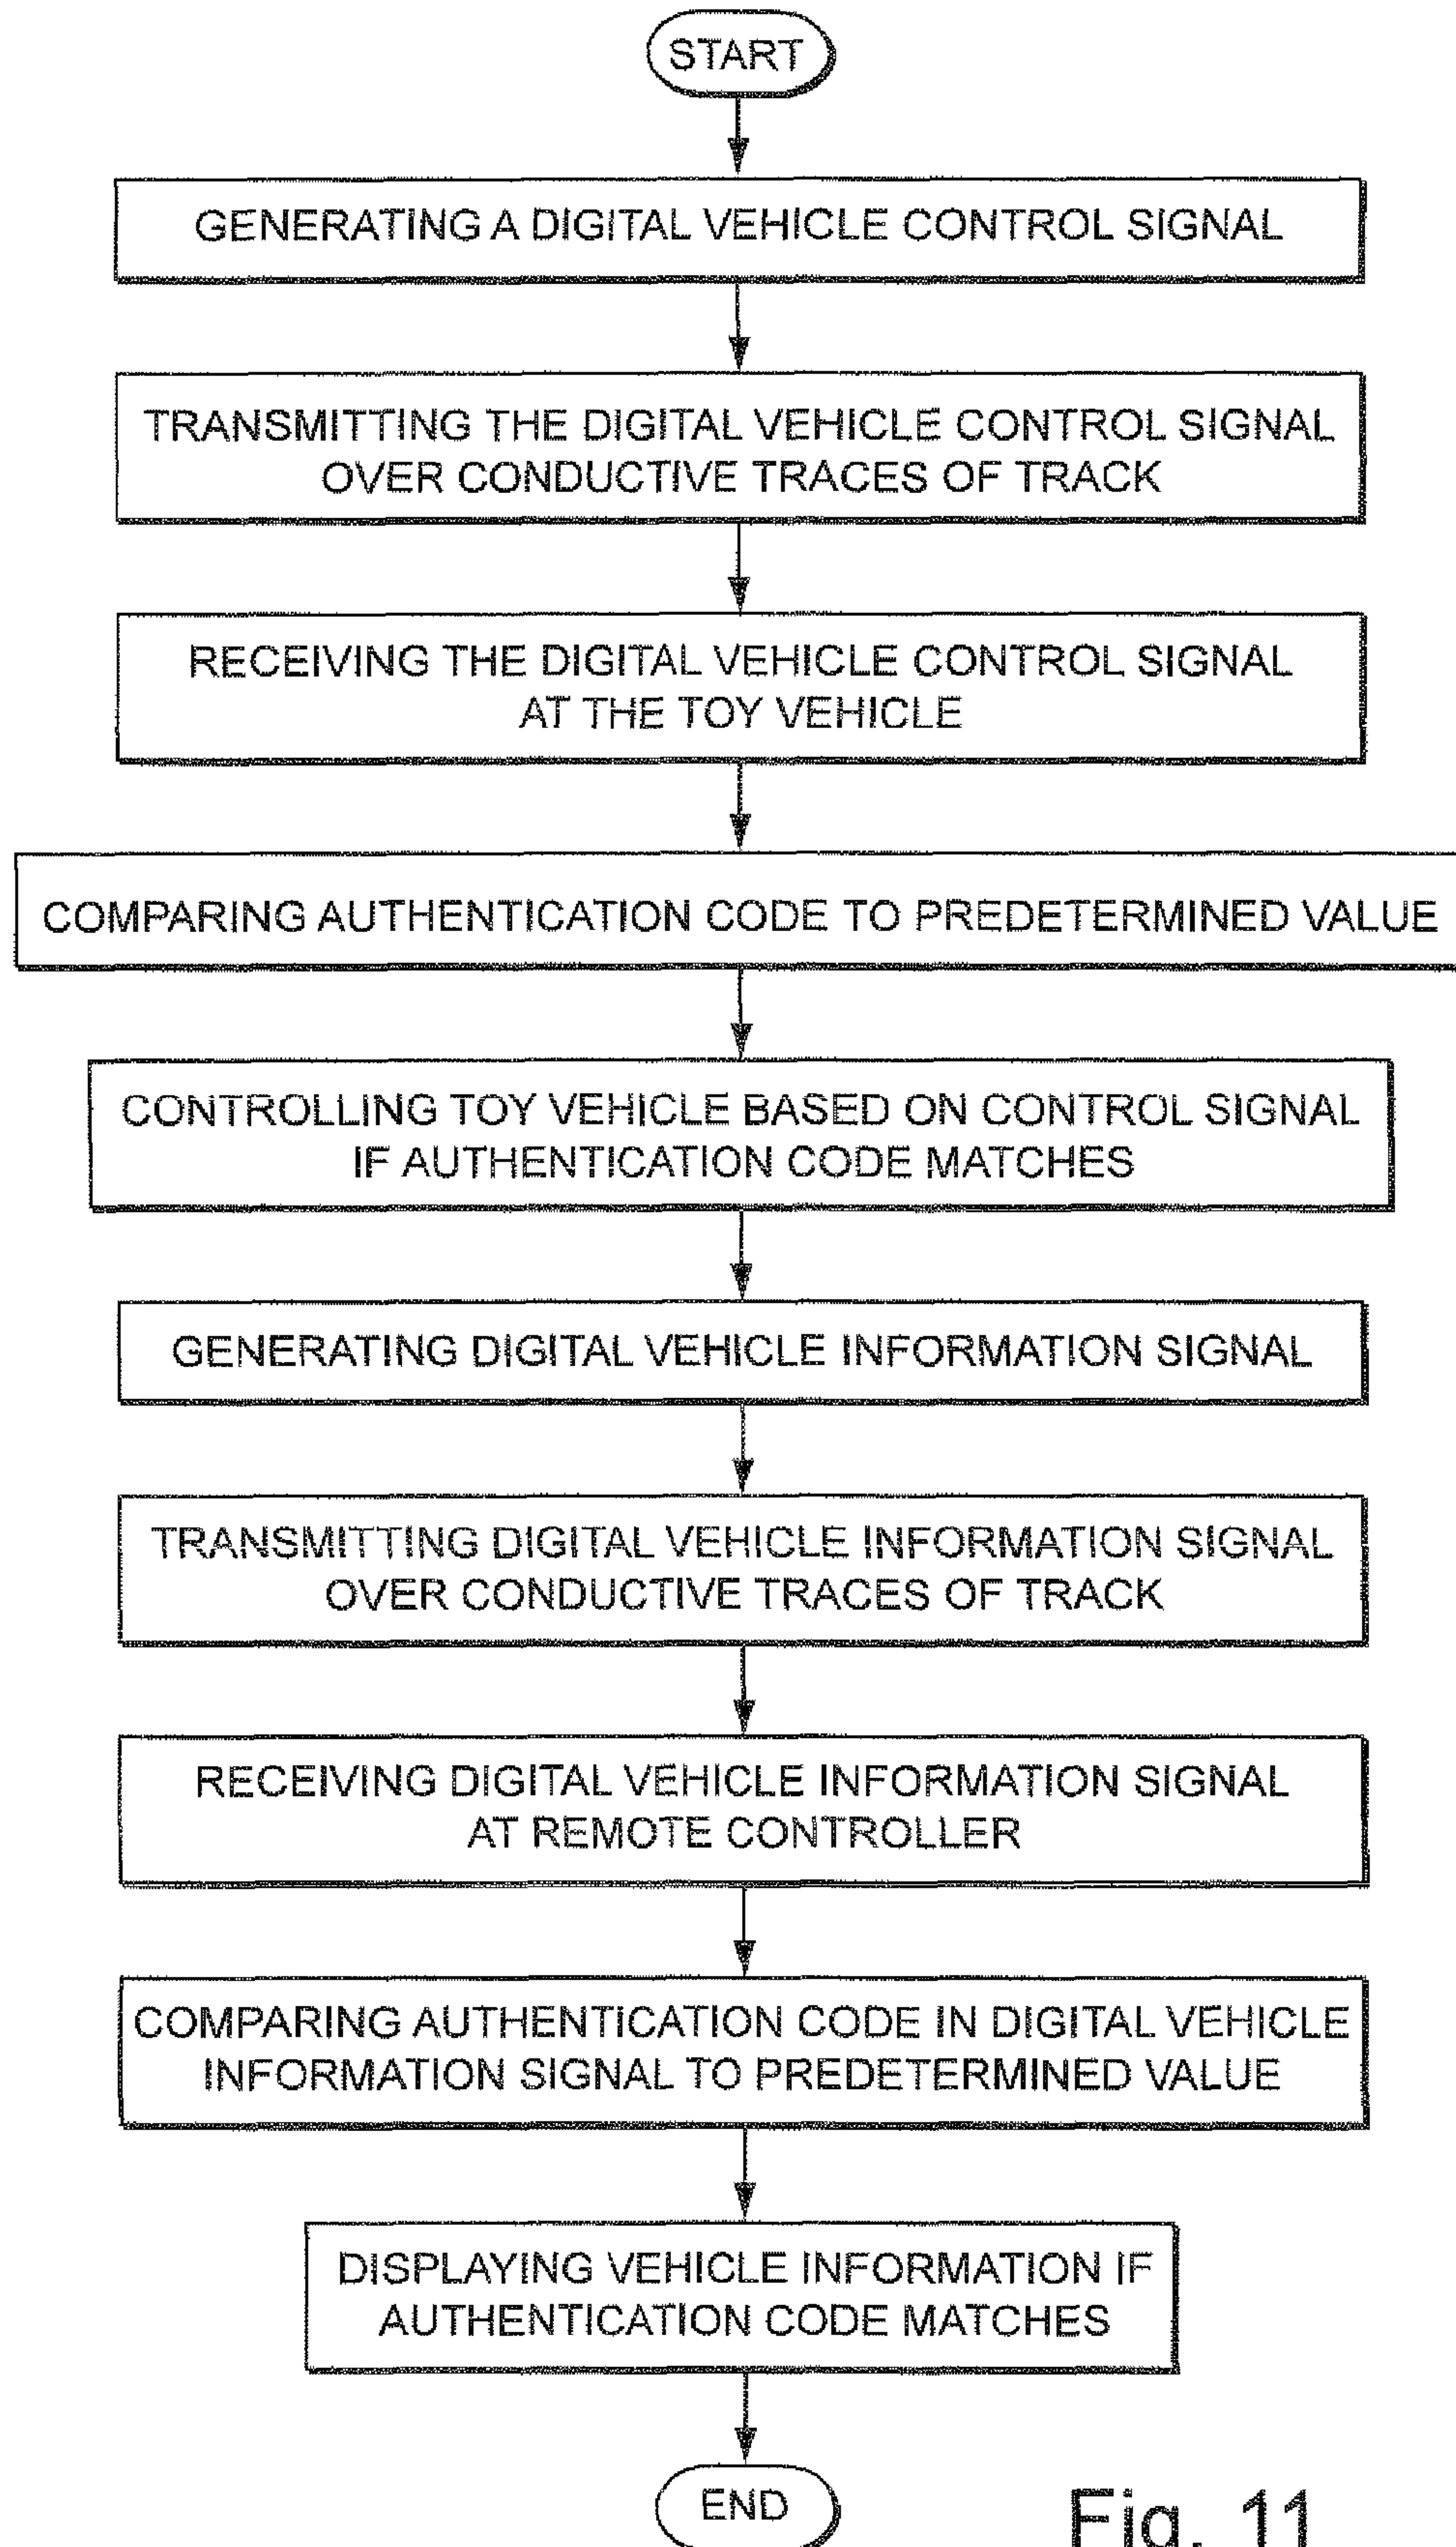 START
GENERATING A DIGITAL VEHICLE CONTROL SIGNAL
TRANSMITTING THE DIGITAL VEHICLE CONTROL SIGNAL
OVER CONDUCTIVE TRACES OF TRACK
RECEIVING THE DIGITAL VEHICLE CONTROL SIGNAL
AT THE TOY VEHICLE
COMPARING AUTHENTICATION CODE TO PREDETERMINED VALUE
CONTROLLING TOY VEHICLE BASED ON CONTROL SIGNAL
IF AUTHENTICATION CODE MATCHES
GENERATING DIGITAL VEHICLE INFORMATION SIGNAL
TRANSMITTING DIGITAL VEHICLE INFORMATION SIGNAL
OVER CONDUCTIVE TRACES OF TRACK
RECEIVING DIGITAL VEHICLE INFORMATION SIGNAL
AT REMOTE CONTROLLER
COMPARING AUTHENTICATION CODE IN DIGITAL VEHICLE
INFORMATION SIGNAL TO PREDETERMINED VALUE
DISPLAYING VEHICLE INFORMATION IF
AUTHENTICATION CODE MATCHES
END
Fig. 11